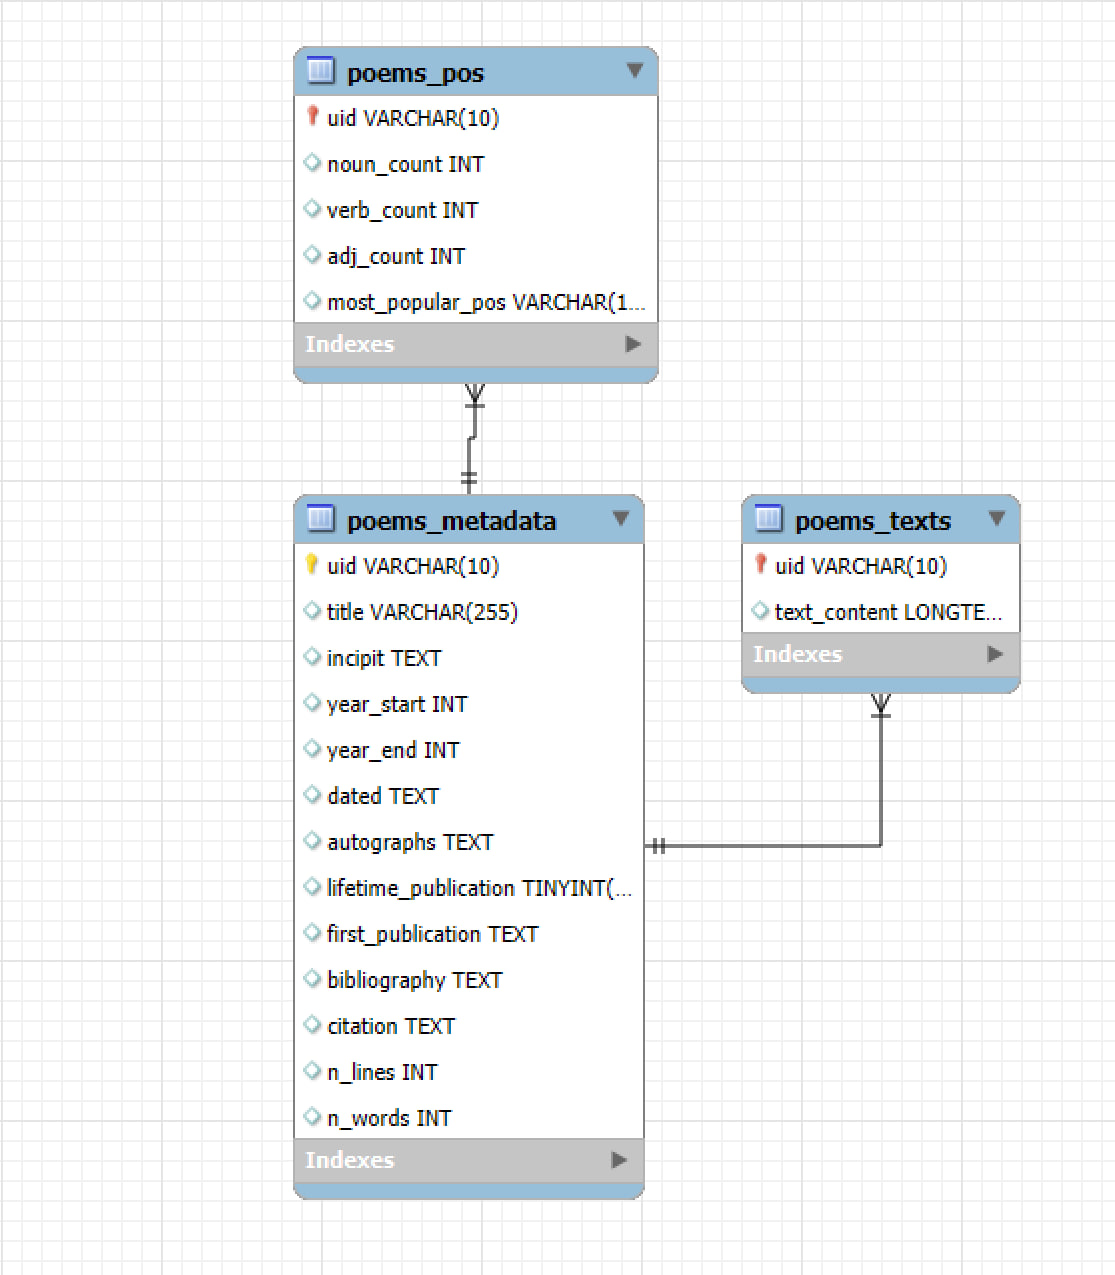 poems_pos
uid VARCHAR(10)
noun_count INT
verb_count INT
adj_count INT
most_popular_pos VARCHAR(1...
Indexes
poems_metadata
uid VARCHAR(10)
title VARCHAR(255)
incipit TEXT
year_start INT
year_end INT
dated TEXT
autographs TEXT
lifetime_publication TINYINT(...
first_publication TEXT
bibliography TEXT
citation TEXT
n_lines INT
n_words INT
Indexes
poems_texts
uid VARCHAR(10)
text_content LONGTE...
Indexes